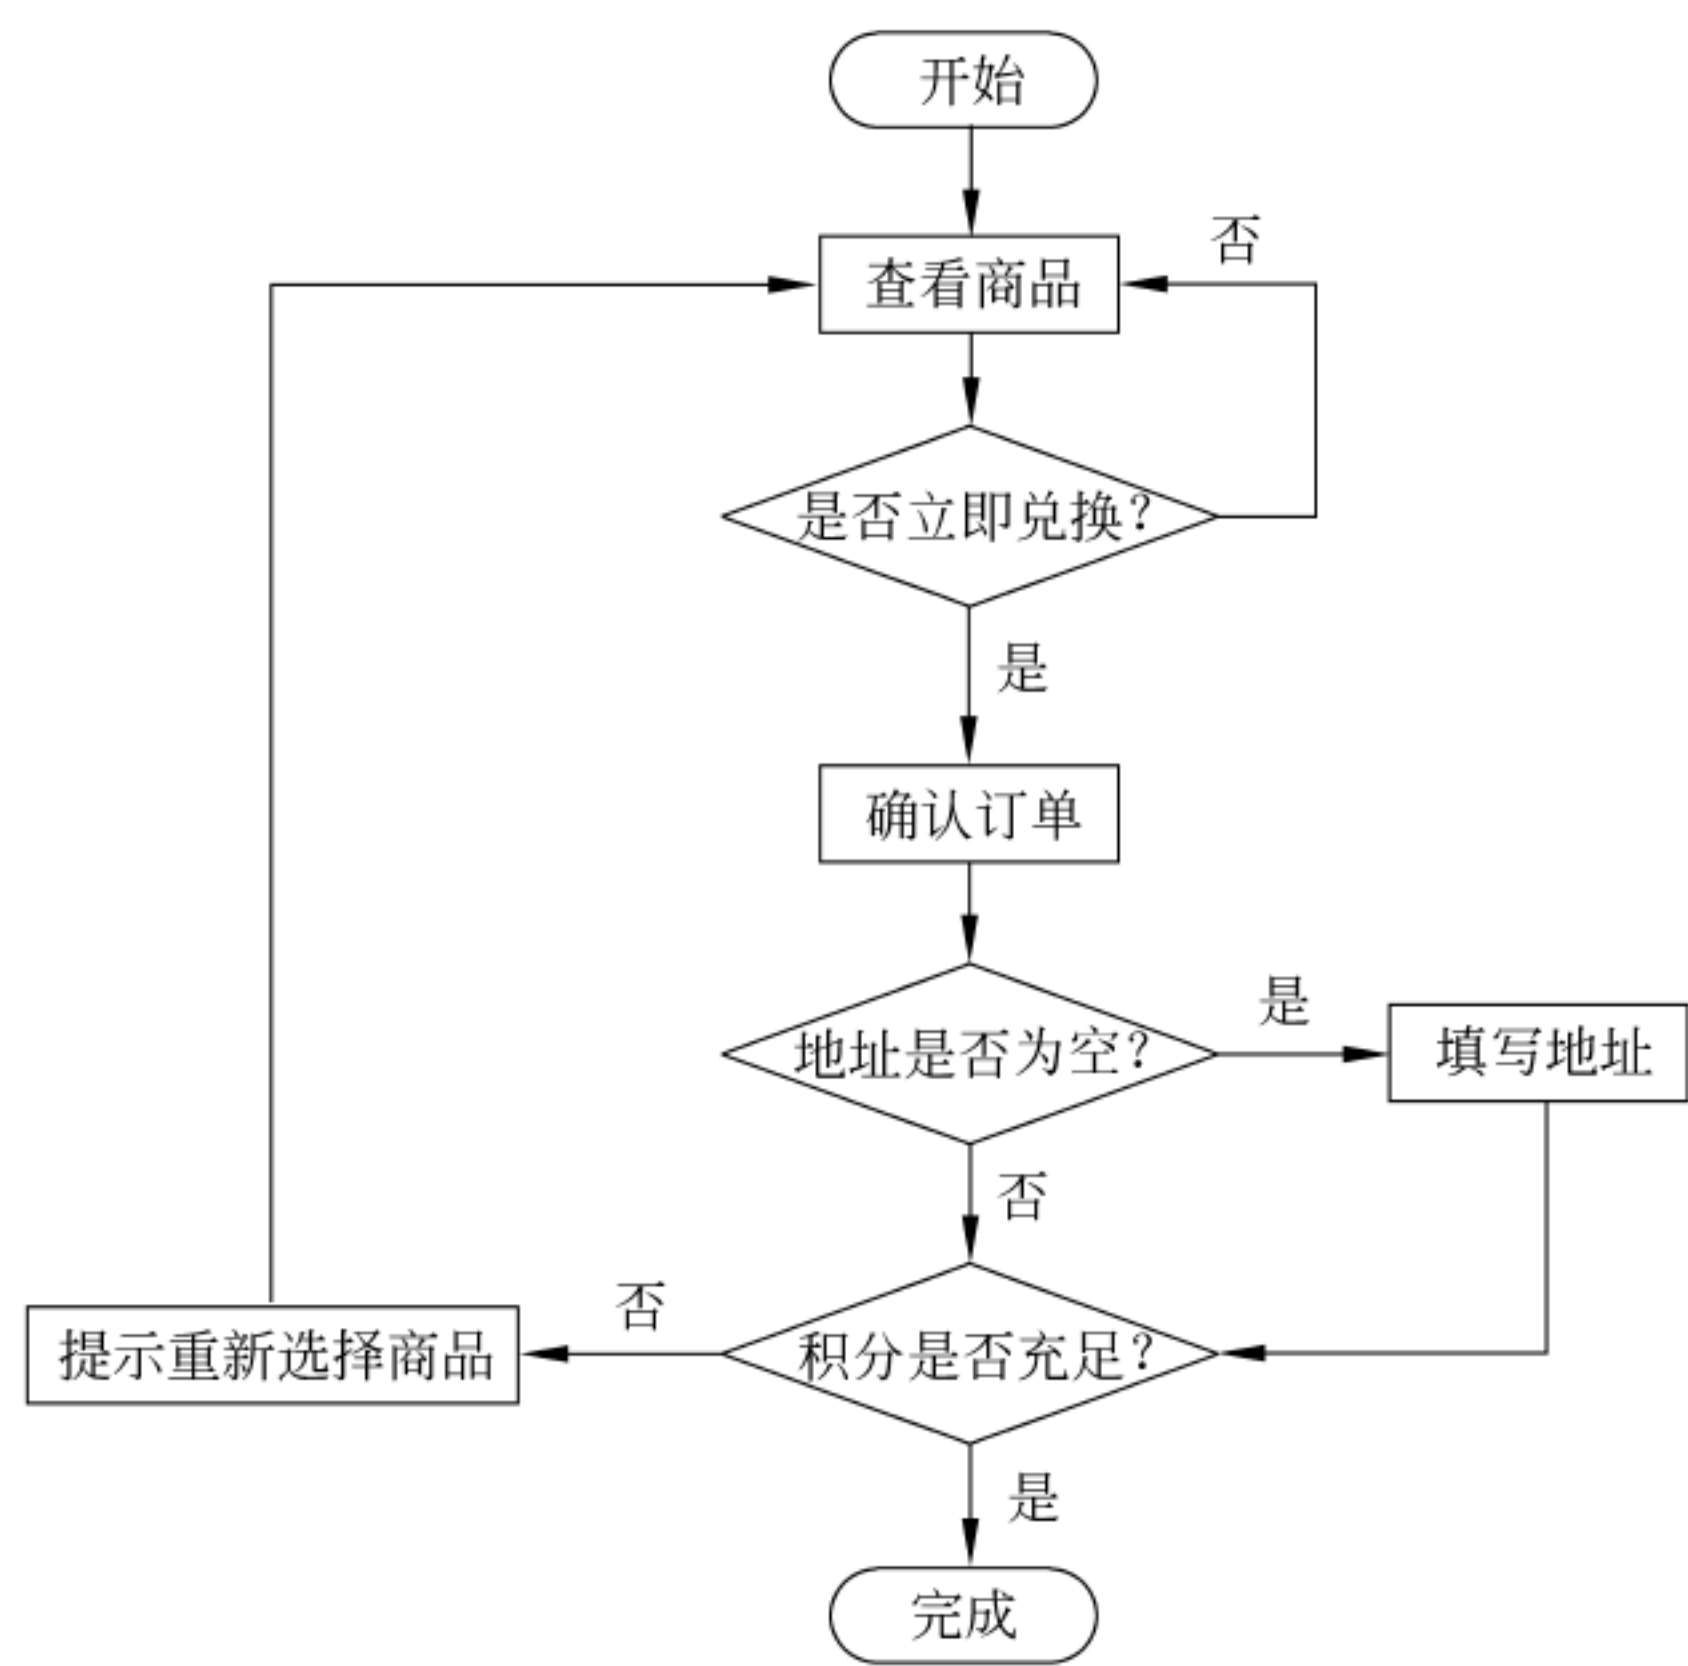 开始
否
查看商品
是否立即兑换?
是
确认订单
是
地址是否为空?
填写地址
否
否
提示重新选择商品
积分是否充足?
是
完成